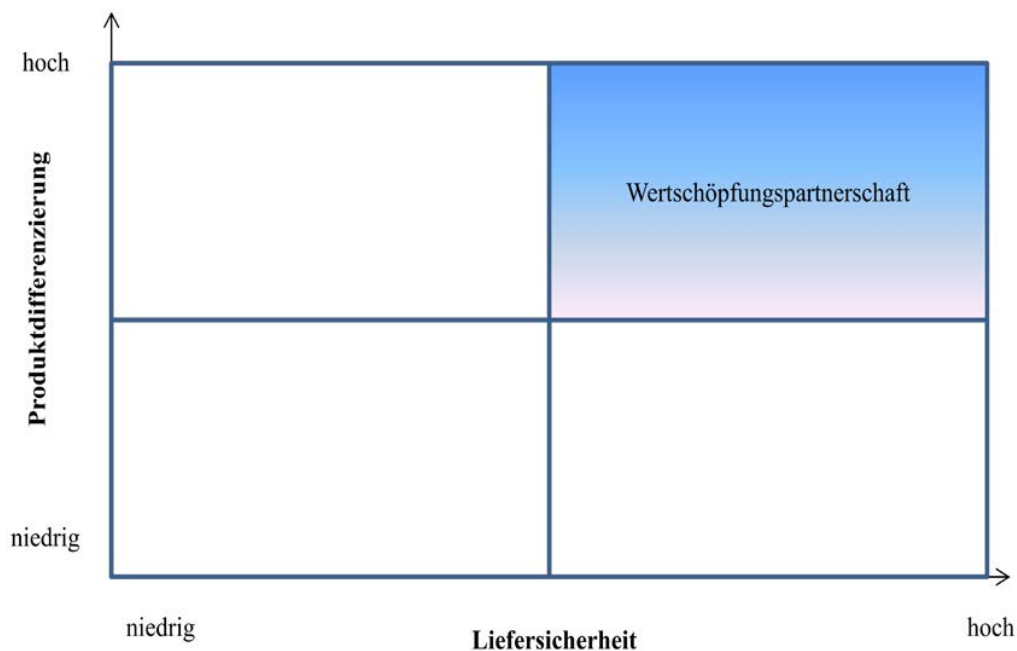 hoch
Wertschöpfungspartnerschaft
Produktdifferenzierung
niedrig
niedrig
hoch
Liefersicherheit